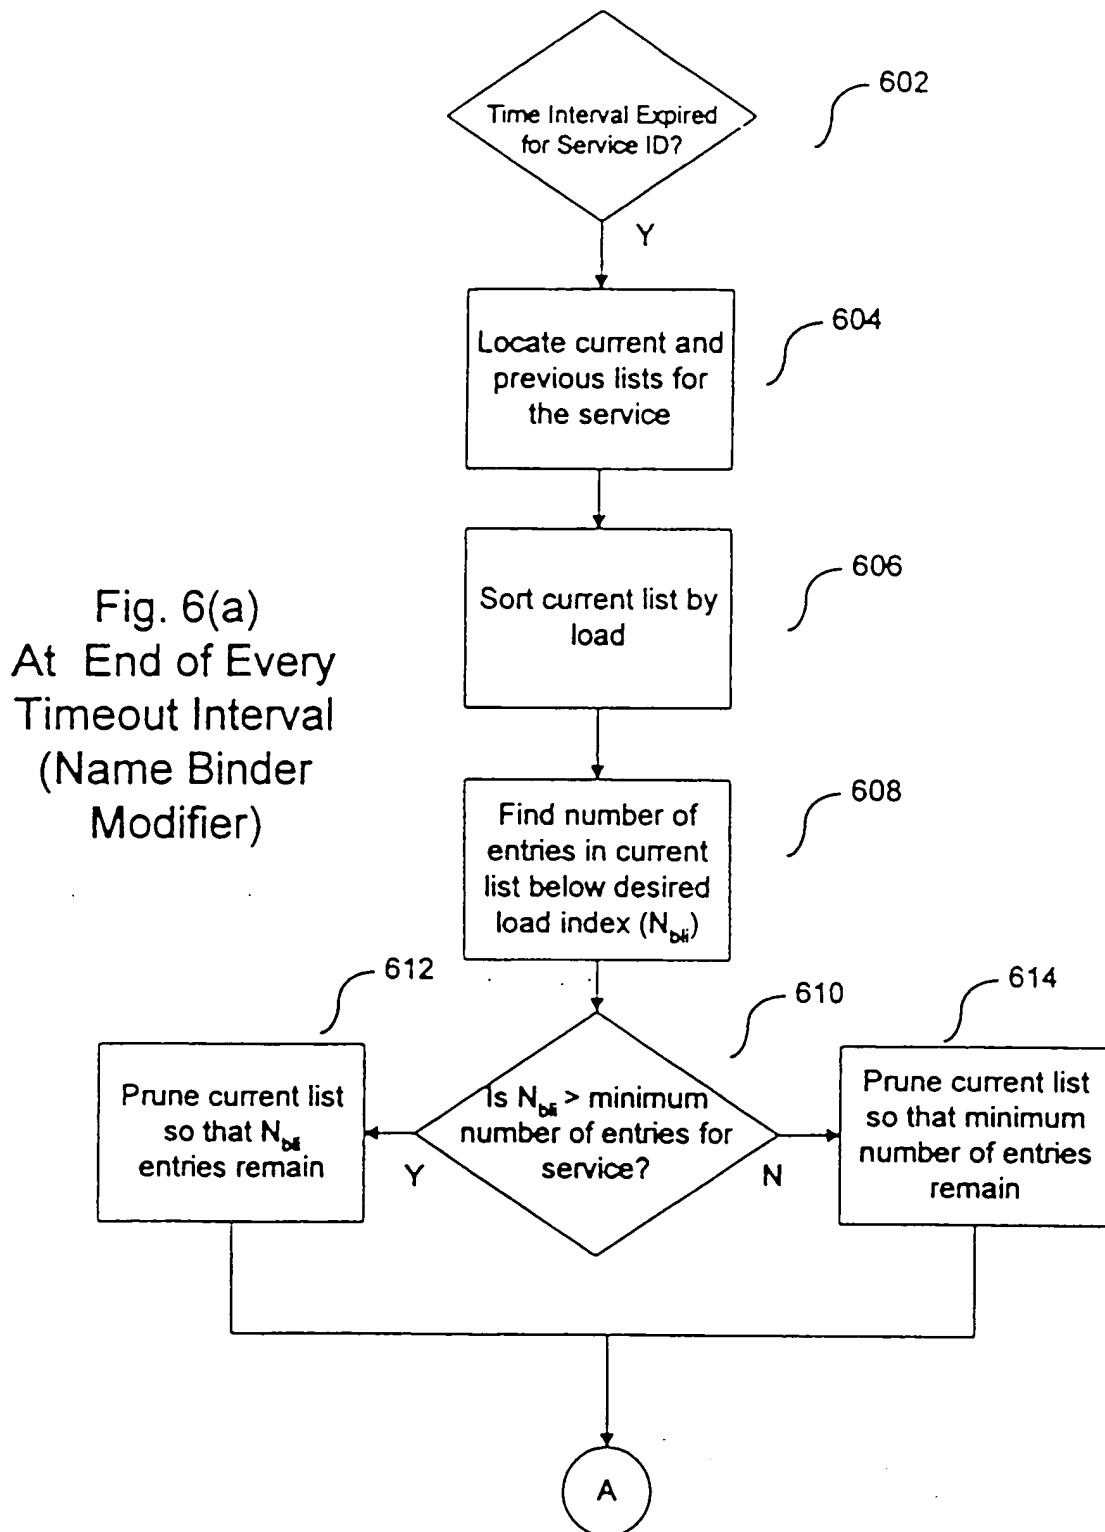 602
Time Interval Expired
for Service ID?
Y
604
Locate current and
previous lists for
the service
606
Sort current list by
load
Fig. 6(a)
At End of Every
Timeout Interval
(Name Binder
Modifier)
608
Find number of
entries in current
list below desired
load index (Nbli)
612
610
614
Prune current list
so that Nbli
entries remain
Y
Is Nbli > minimum
number of entries for
service?
N
Prune current list
so that minimum
number of entries
remain
A